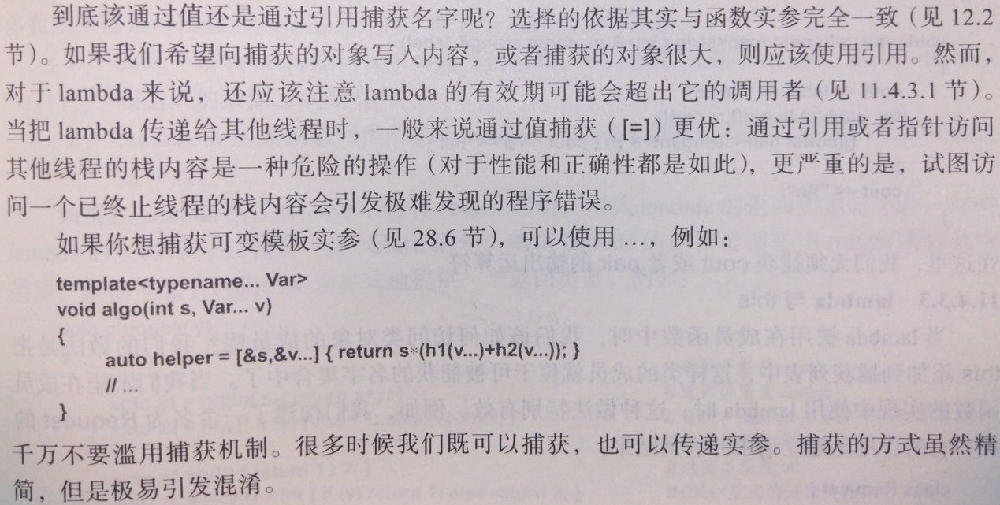 到底该通过值还是通过引用捕获名字呢？选择的依据其实与函数实参完全一致（见 12.2
节）。如果我们希望向捕获的对象写入内容，或者捕获的对象很大，则应该使用引用。然而，
对于 lambda 来说，还应该注意 lambda 的有效期可能会超出它的调用者（见 11.4.3.1 节）。
当把 lambda 传递给其他线程时，一般来说通过值捕获（[=]）更优：通过引用或者指针访问
其他线程的栈内容是一种危险的操作（对于性能和正确性都是如此），更严重的是，试图访
问一个已终止线程的栈内容会引发极难发现的程序错误。
如果你想捕获可变模板实参（见 28.6 节），可以使用…，例如：
template<typename... Var>
void algo(int s, Var... v)
{
auto helper = [&s,&v...] { return s*(h1(v...)+h2(v...)); }
// ...
}
千万不要滥用捕获机制。很多时候我们既可以捕获，也可以传递实参。捕获的方式虽然精
简，但是极易引发混淆。